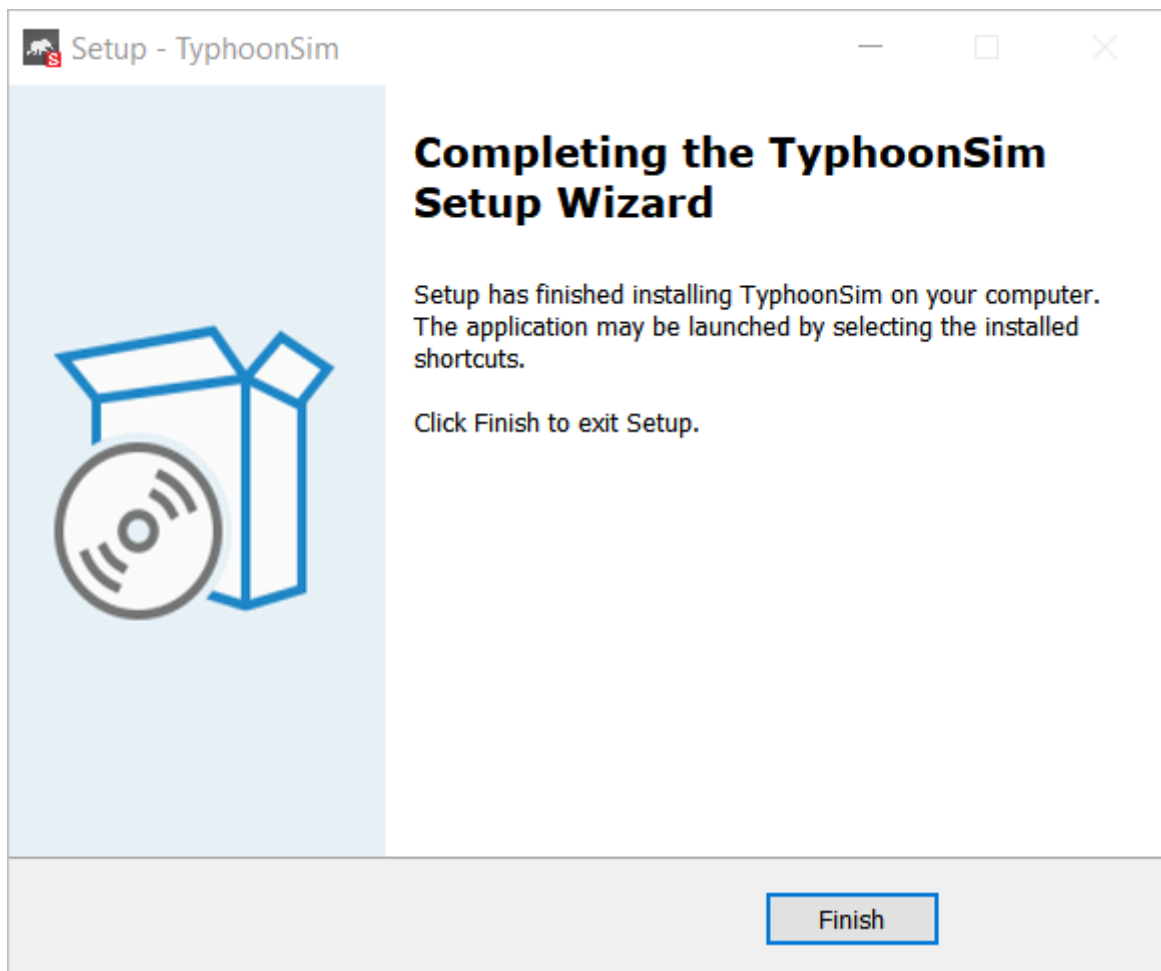 Setup - TyphoonSim
Completing the TyphoonSim
Setup Wizard
Setup has finished installing TyphoonSim on your computer.
The application may be launched by selecting the installed
shortcuts.
Click Finish to exit Setup.
Finish